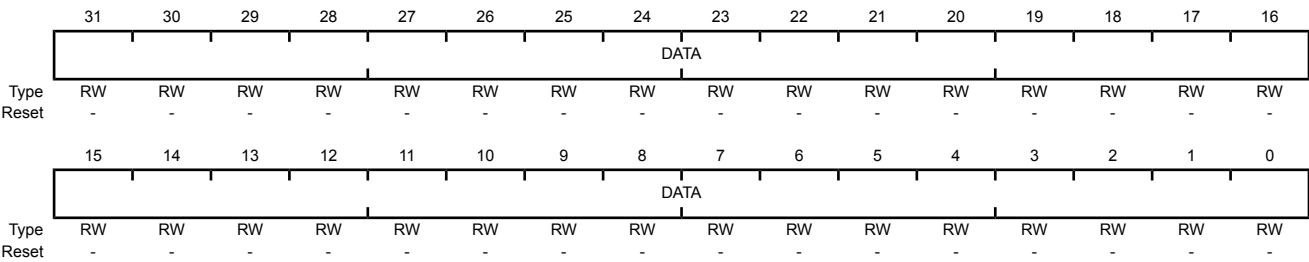 31 30 29 28 27 26 25 24 23 22 21 20 19 18 17 16
DATA
Type RW RW RW RW RW RW RW RW RW RW RW RW RW RW RW RW
Reset - - - - - - - - - - - - - - - -
15 14 13 12 11 10 9 8 7 6 5 4 3 2 1 0
DATA
Type RW RW RW RW RW RW RW RW RW RW RW RW RW RW RW RW
Reset - - - - - - - - - - - - - - - -